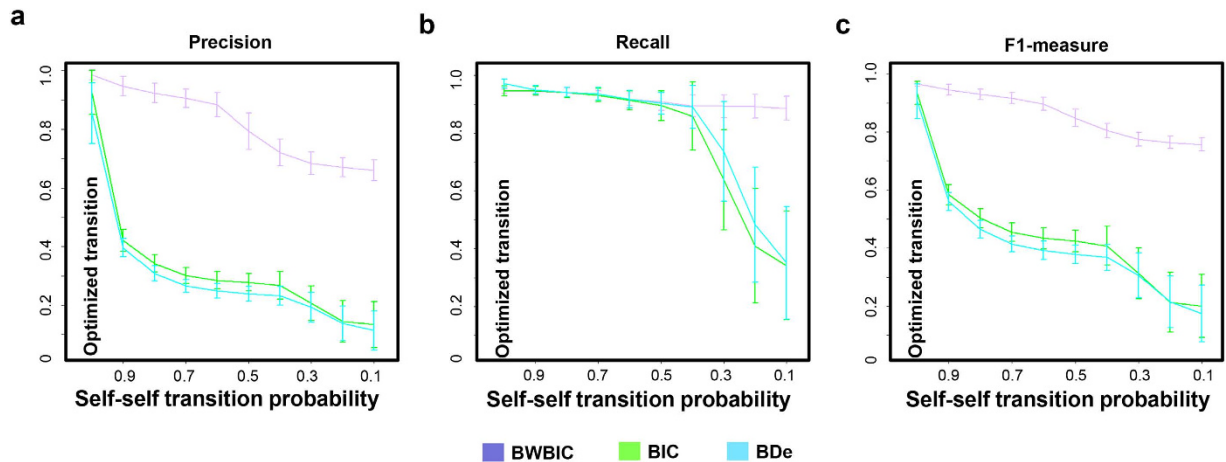 a
Precision
1.0
0.8
0.6
0.4
0.2
0
Optimized transition
0.9 0.7 0.5 0.3 0.1
Self-self transition probability
b
Recall
1.0
0.8
0.6
0.4
0.2
0
Optimized transition
0.9 0.7 0.5 0.3 0.1
Self-self transition probability
c
F1-measure
1.0
0.8
0.6
0.4
0.2
0
Optimized transition
0.9 0.7 0.5 0.3 0.1
Self-self transition probability
BWBIC BIC BDe